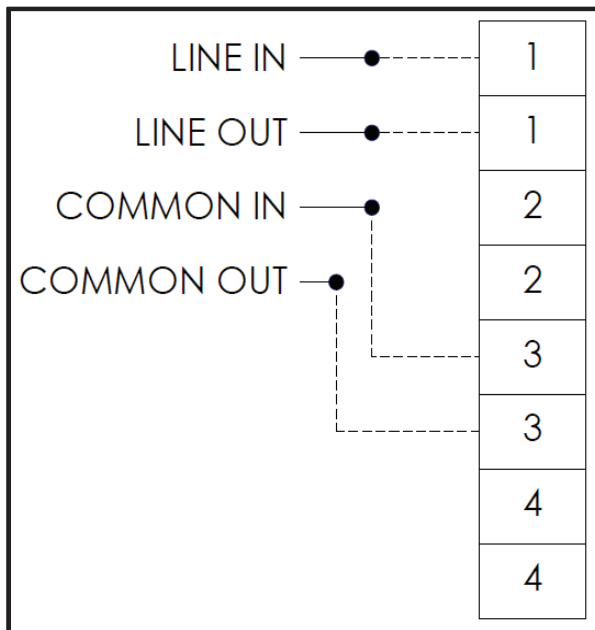 LINE IN 1
LINE OUT 1
COMMON IN 2
COMMON OUT 2
3
3
4
4